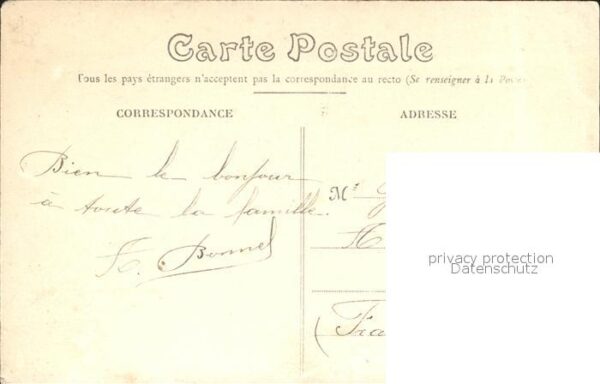 Carte Postale
Tous les pays étrangers n'acceptent pas la correspondance au recto (Se renseigner à la Poste
CORRESPONDANCE
ADRESSE
Bien le bonjour
à toute la famille.
Bonnel
M
privacy protection
Datenschutz
(Fra